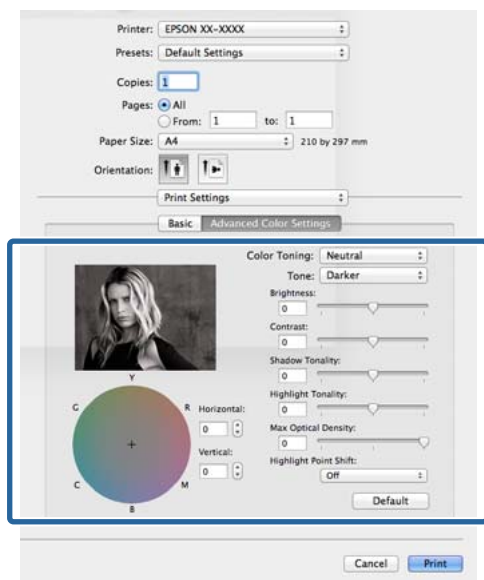 Printer: EPSON XX-XXXX
Presets: Default Settings
Copies: 1
Pages: All
From: 1 to: 1
Paper Size: A4 210 by 297 mm
Orientation:
Print Settings
Basic Advanced Color Settings
Color Toning: Neutral
Tone: Darker
Brightness:
0
Contrast:
0
Shadow Tonality:
0
Highlight Tonality:
0
Max Optical Density:
0
Highlight Point Shift:
Off
Default
Y
G R
C M
B
Horizontal:
0
Vertical:
0
Cancel Print